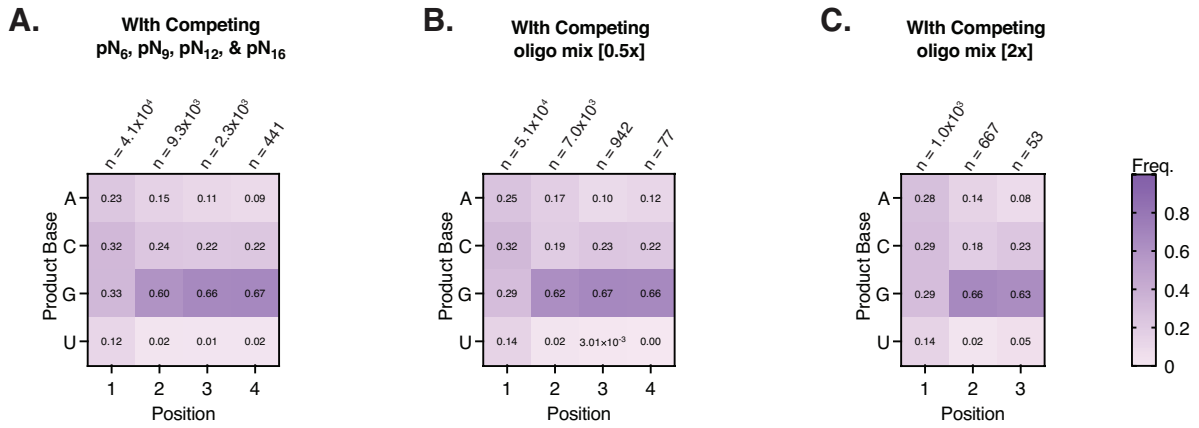 A.
WIth Competing
pN6, pN9, pN12, & pN16
n = 4.1x10⁴
n = 9.3x10³
n = 2.3x10³
n = 441
Product Base
A 0.23 0.15 0.11 0.09
C 0.32 0.24 0.22 0.22
G 0.33 0.60 0.66 0.67
U 0.12 0.02 0.01 0.02
1 2 3 4
Position
B.
WIth Competing
oligo mix [0.5x]
n = 5.1x10⁴
n = 7.0x10³
n = 942
n = 77
Product Base
A 0.25 0.17 0.10 0.12
C 0.32 0.19 0.23 0.22
G 0.29 0.62 0.67 0.66
U 0.14 0.02 3.01×10⁻³ 0.00
1 2 3 4
Position
C.
WIth Competing
oligo mix [2x]
n = 1.0x10³
n = 667
n = 53
Product Base
A 0.28 0.14 0.08
C 0.29 0.18 0.23
G 0.29 0.66 0.63
U 0.14 0.02 0.05
1 2 3
Position
Freq.
0.8
0.6
0.4
0.2
0